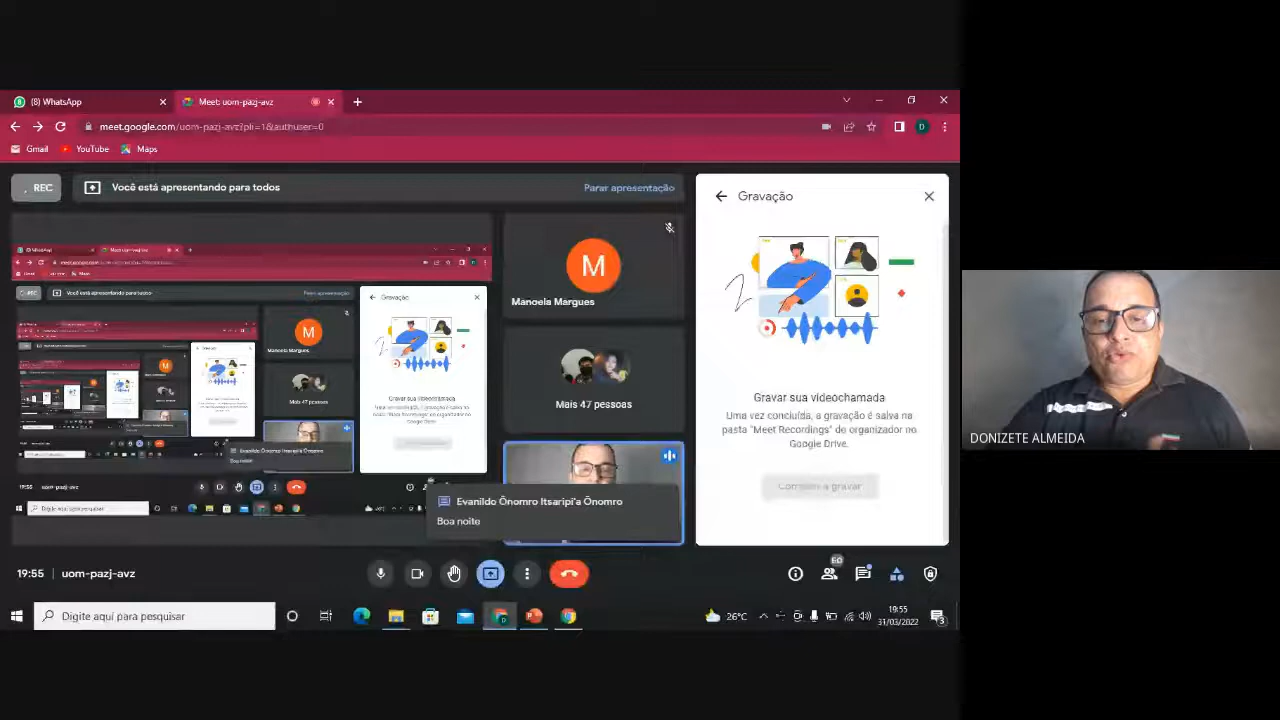 (8) WhatsApp
Meet: uom-pazj-avz
meet.google.com/uom-pazj-avz?pli=1&authuser=0
Gmail
YouTube
Maps
REC
Você está apresentando para todos
Parar apresentação
Gravação
M
Manoela Margues
Mais 47 pessoas
Gravar sua videochamada
Uma vez concluída, a gravação é salva na
pasta "Meet Recordings" do organizador no
Google Drive.
Evanildo Ônomro Itsaripi'a Ônomro
Boa noite
DONIZETE ALMEIDA
19:55 | uom-pazj-avz
Digite aqui para pesquisar
26°C
19:55
31/03/2022
3